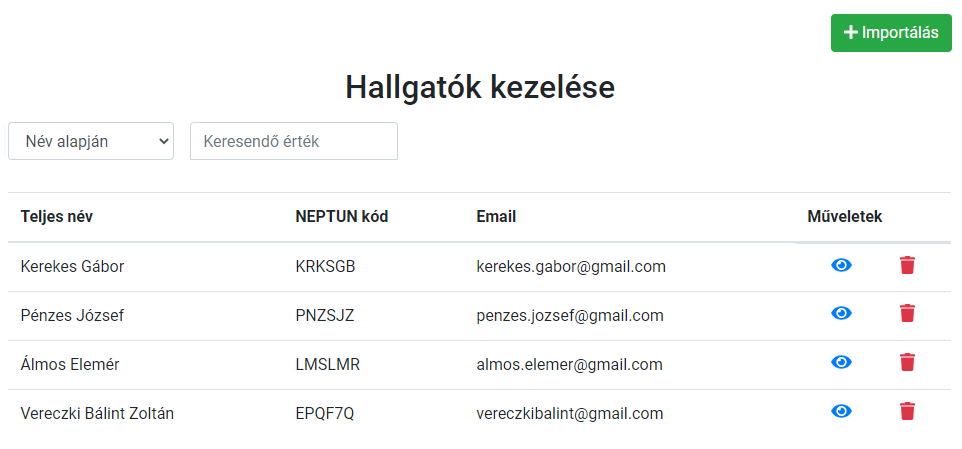 + Importálás
Hallgatók kezelése
Név alapján Keresendő érték
Teljes név NEPTUN kód Email Műveletek
Kerekes Gábor KRKSGB kerekes.gabor@gmail.com
Pénzes József PNZSJZ penzes.jozsef@gmail.com
Álmos Elemér LMSLMR almos.elemer@gmail.com
Vereczki Bálint Zoltán EPQF7Q vereczkibalint@gmail.com